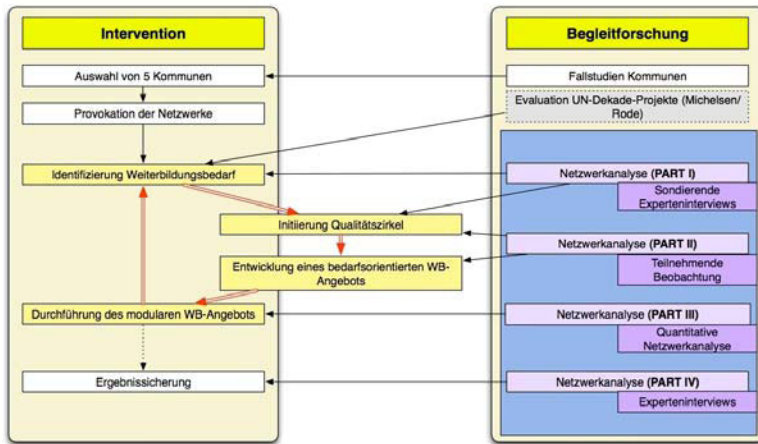 Intervention
Auswahl von 5 Kommunen
Provokation der Netzwerke
Identifizierung Weiterbildungsbedarf
Initiierung Qualitätszirkel
Entwicklung eines bedarfsorientierten WB-
Angebots
Durchführung des modularen WB-Angebots
Ergebnissicherung
Begleitforschung
Fallstudien Kommunen
Evaluation UN-Dekade-Projekte (Michelsen/
Rode)
Netzwerkanalyse (PART I)
Sondierende
Experteninterviews
Netzwerkanalyse (PART II)
Teilnehmende
Beobachtung
Netzwerkanalyse (PART III)
Quantitative
Netzwerkanalyse
Netzwerkanalyse (PART IV)
Experteninterviews